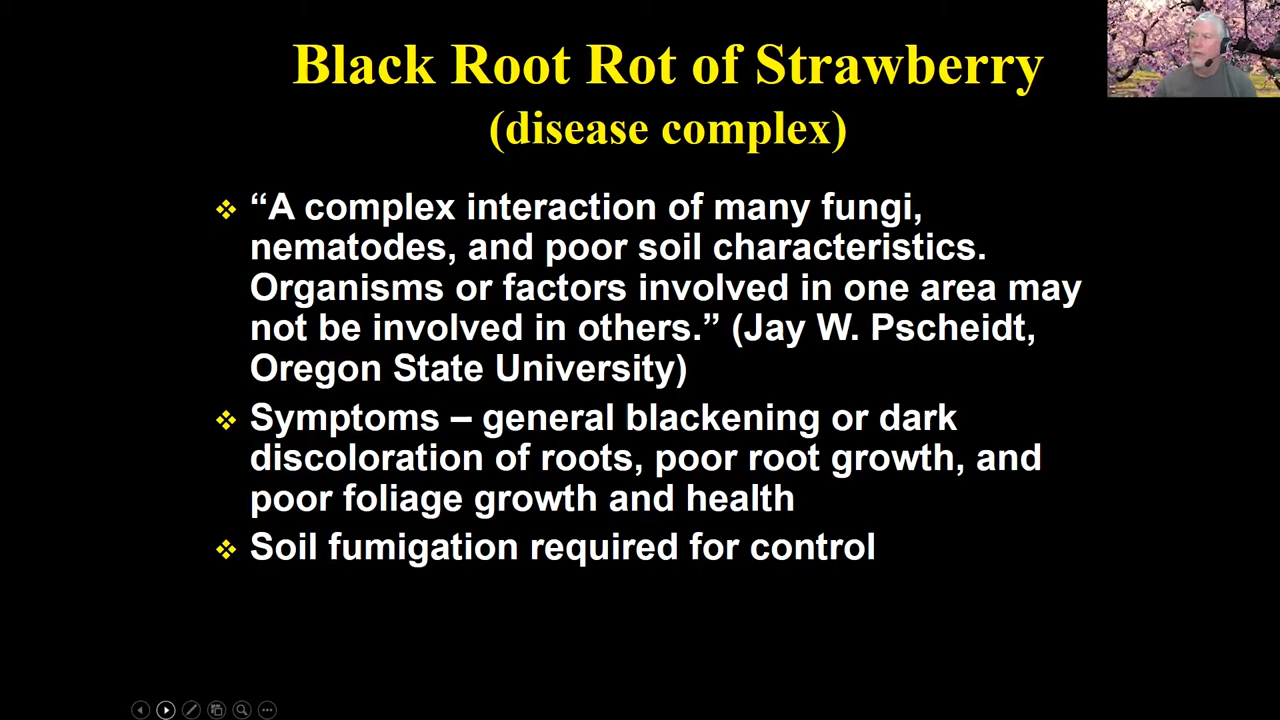 Black Root Rot of Strawberry
(disease complex)
“A complex interaction of many fungi,
nematodes, and poor soil characteristics.
Organisms or factors involved in one area may
not be involved in others.” (Jay W. Pscheidt,
Oregon State University)
Symptoms – general blackening or dark
discoloration of roots, poor root growth, and
poor foliage growth and health
Soil fumigation required for control